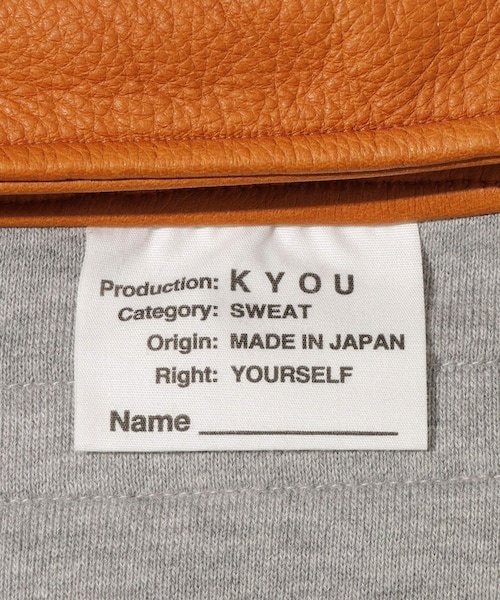 Production: KYOU
Category: SWEAT
Origin: MADE IN JAPAN
Right: YOURSELF
Name